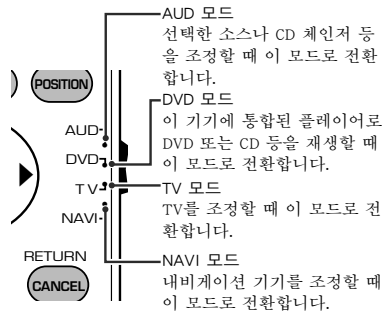 AUD 모드
선택한 소스나 CD 체인저 등
을 조정할 때 이 모드로 전환
합니다.
DVD 모드
이 기기에 통합된 플레이어로
DVD 또는 CD 등을 재생할 때
이 모드로 전환합니다.
TV 모드
TV를 조정할 때 이 모드로 전
환합니다.
NAVI 모드
내비게이션 기기를 조정할 때
이 모드로 전환합니다.
POSITION
AUD
DVD
TV
NAVI
RETURN
CANCEL